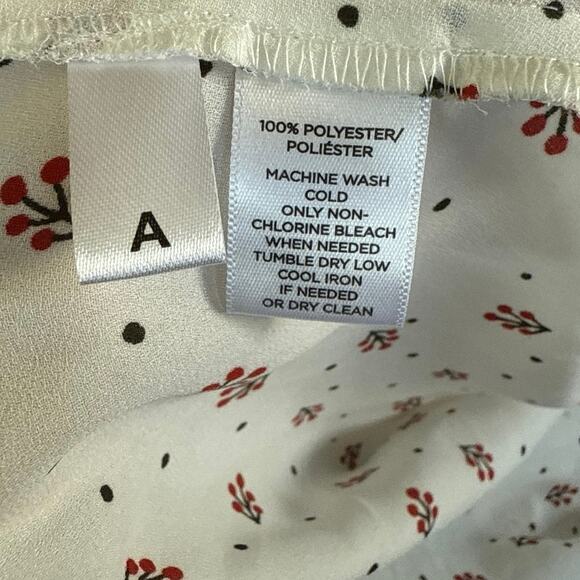 A
100% POLYESTER/
POLIÉSTER
MACHINE WASH
COLD
ONLY NON-
CHLORINE BLEACH
WHEN NEEDED
TUMBLE DRY LOW
COOL IRON
IF NEEDED
OR DRY CLEAN